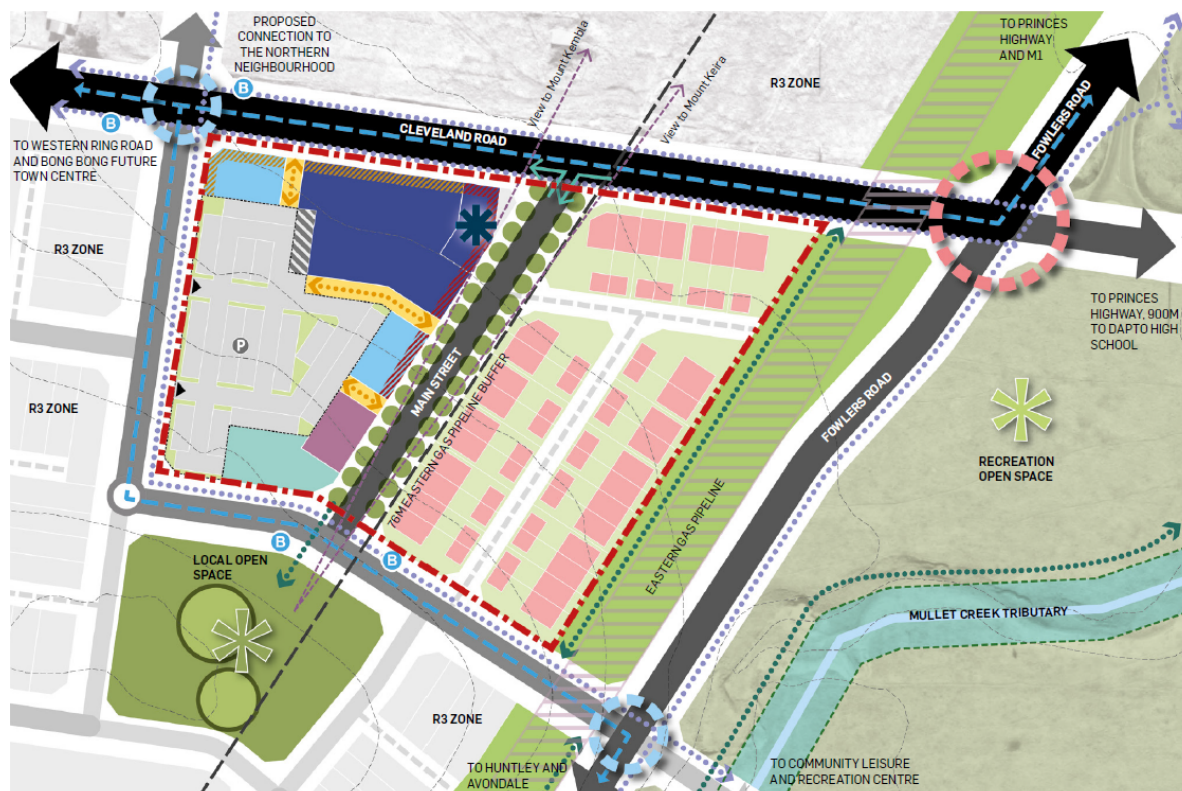 PROPOSED
CONNECTION TO
THE NORTHERN
NEIGHBOURHOOD
TO PRINCES
HIGHWAY
AND M1
View to Mount Kembla
View to Mount Keira
R3 ZONE
FOWLERS ROAD
B
B
CLEVELAND ROAD
TO WESTERN RING ROAD
AND BONG BONG FUTURE
TOWN CENTRE
R3 ZONE
TO PRINCES
HIGHWAY, 900M
TO DAPTO HIGH
SCHOOL
P
MAIN STREET
76M EASTERN GAS PIPELINE BUFFER
FOWLERS ROAD
R3 ZONE
RECREATION
OPEN SPACE
EASTERN GAS PIPELINE
B
B
LOCAL OPEN
SPACE
MULLET CREEK TRIBUTARY
R3 ZONE
TO HUNTLEY AND
AVONDALE
TO COMMUNITY LEISURE
AND RECREATION CENTRE